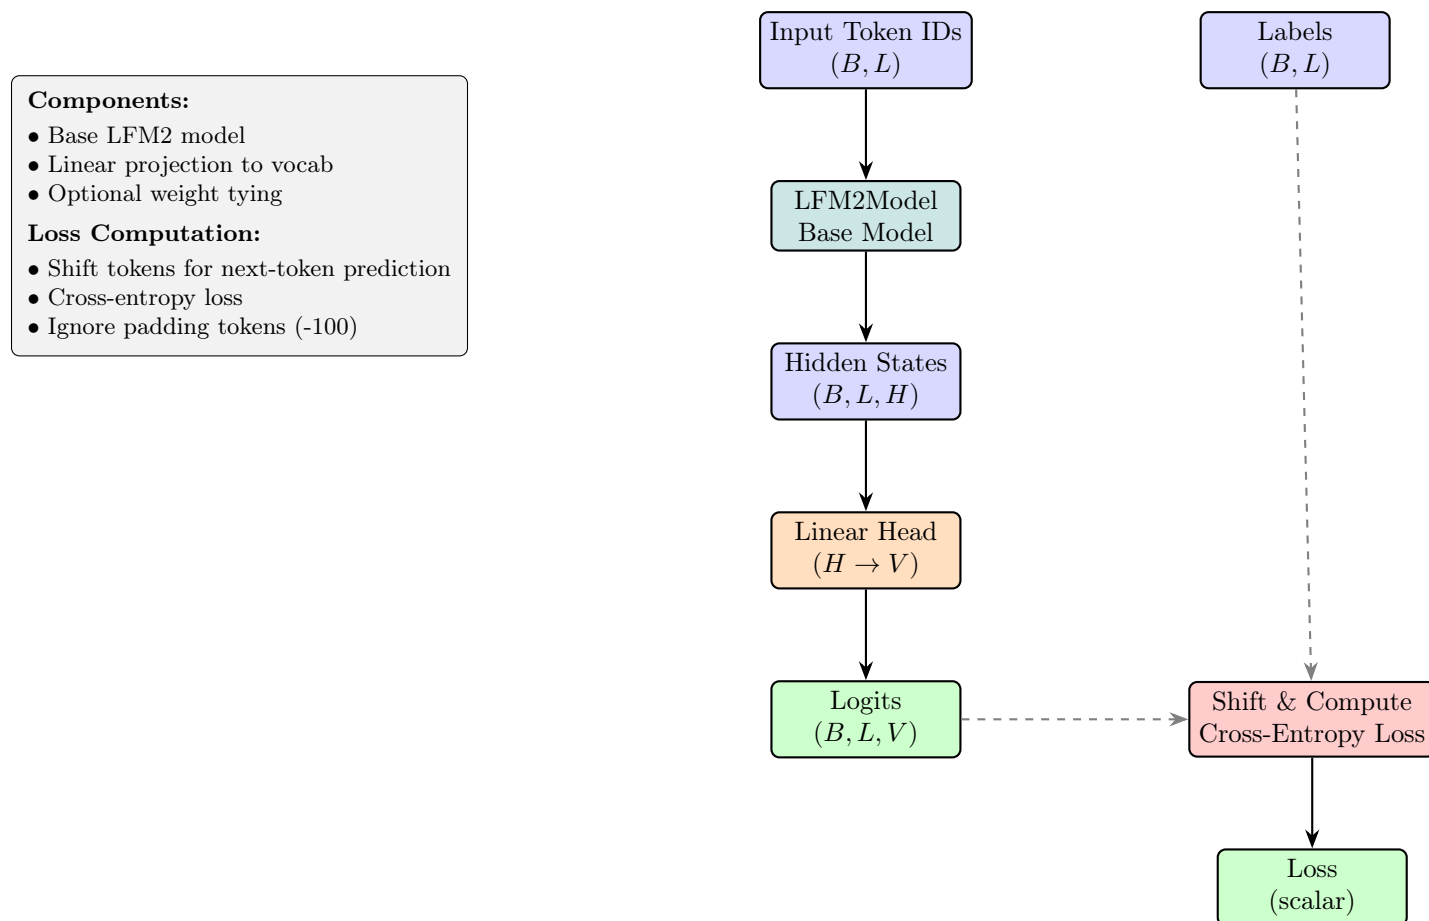 Input Token IDs
(B, L)
Labels
(B, L)
Components:
• Base LFM2 model
• Linear projection to vocab
• Optional weight tying
Loss Computation:
• Shift tokens for next-token prediction
• Cross-entropy loss
• Ignore padding tokens (-100)
LFM2Model
Base Model
Hidden States
(B, L, H)
Linear Head
(H → V)
Logits
(B, L, V)
Shift & Compute
Cross-Entropy Loss
Loss
(scalar)